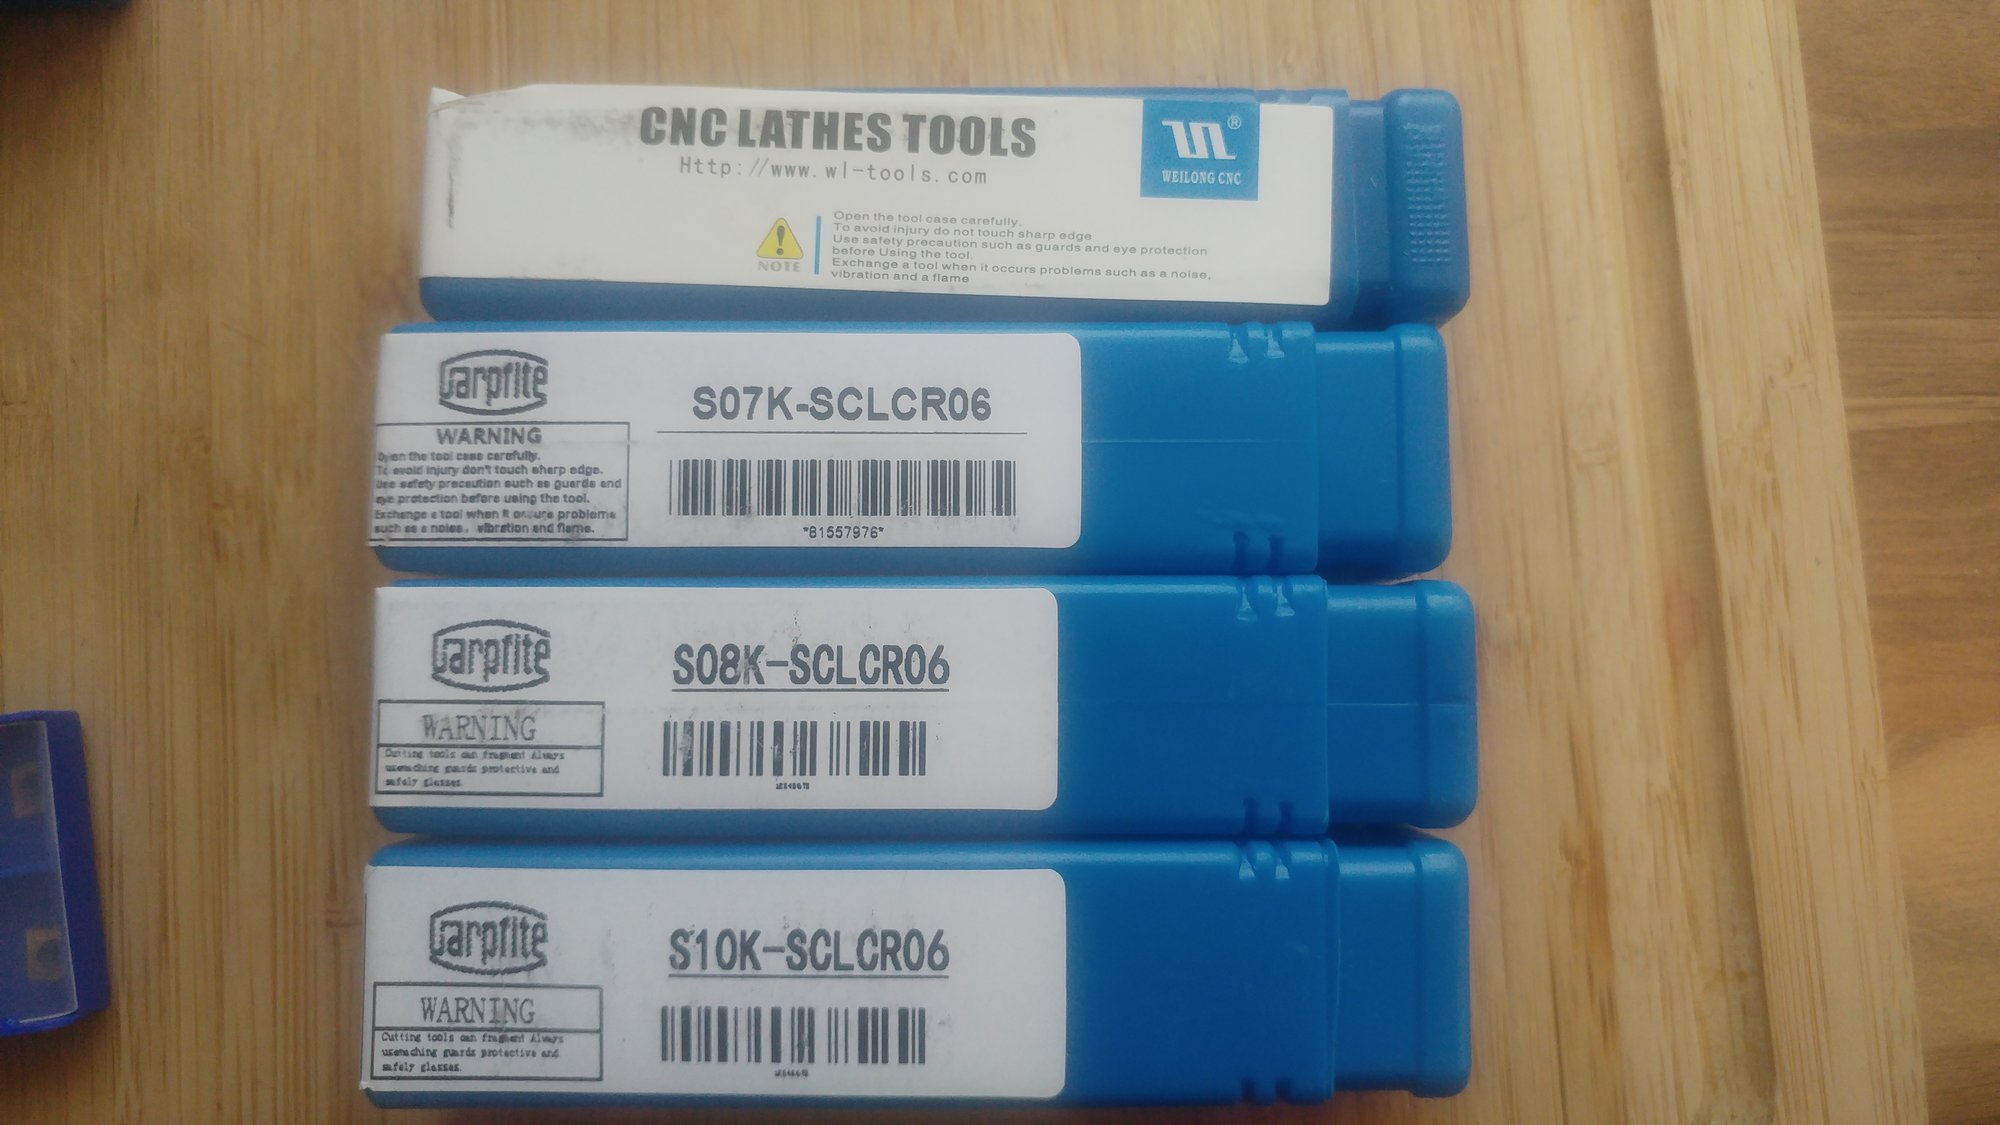 CNC LATHES TOOLS
Http://www.wl-tools.com
®
WEILONG CNC
NOTE
Open the tool case carefully.
To avoid injury do not touch sharp edge
Use safety precaution such as guards and eye protection
before Using the tool.
Exchange a tool when it occurs problems such as a noise,
vibration and a flame
Carpfite
WARNING
Open the tool case carefully.
To avoid injury don't touch sharp edge.
Use safety precaution such as guards and
eye protection before using the tool.
Exchange a tool when it occurs problems
such as a noise, vibration and flame.
S07K-SCLCR06
*81557976*
Carpfite
WARNING
Cutting tools can fragment Always
usemaching guards protective and
safely glasses
S08K-SCLCR06
Carpfite
WARNING
Cutting tools can fragment Always
usemaching guards protective and
safely glasses
S10K-SCLCR06